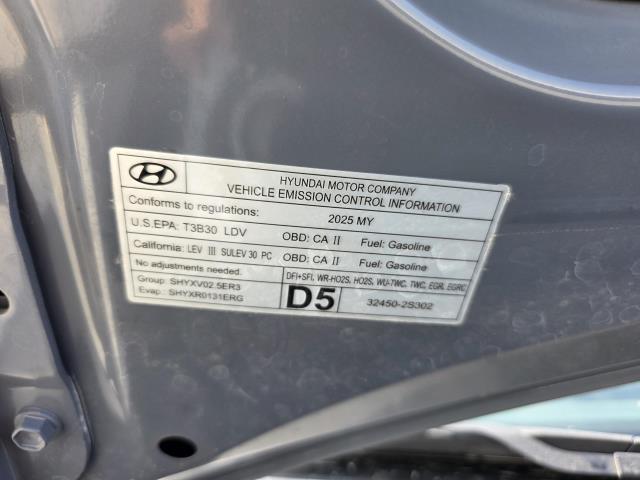 HYUNDAI MOTOR COMPANY
VEHICLE EMISSION CONTROL INFORMATION
Conforms to regulations: 2025 MY
U.S.EPA: T3B30 LDV OBD: CA II Fuel: Gasoline
California: LEV III SULEV 30 PC OBD: CA II Fuel: Gasoline
No adjustments needed. DFI+SFI, WR-HO2S, HO2S, WU-TWC, TWC, EGR, EGRC
Group: SHYXV02.5ER3
Evap.: SHYXR0131ERG
D5 32450-2S302